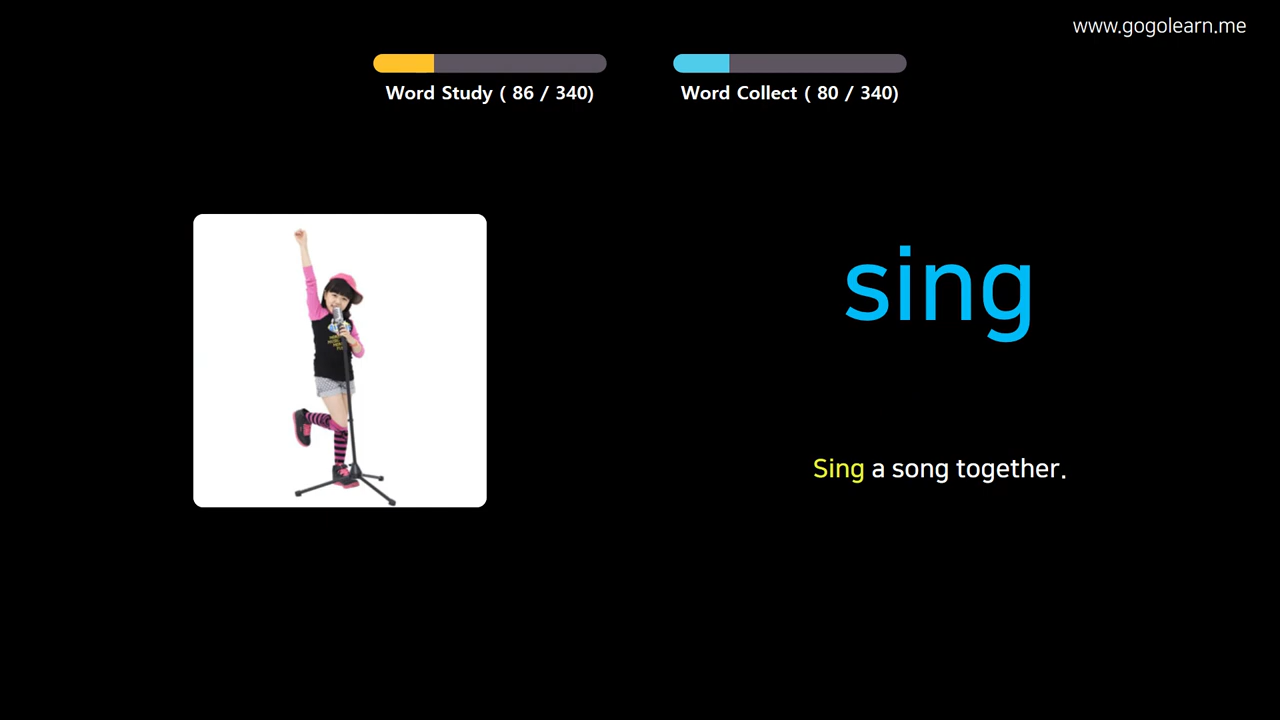 www.gogolearn.me
Word Study ( 86 / 340)
Word Collect ( 80 / 340)
sing
Sing a song together.